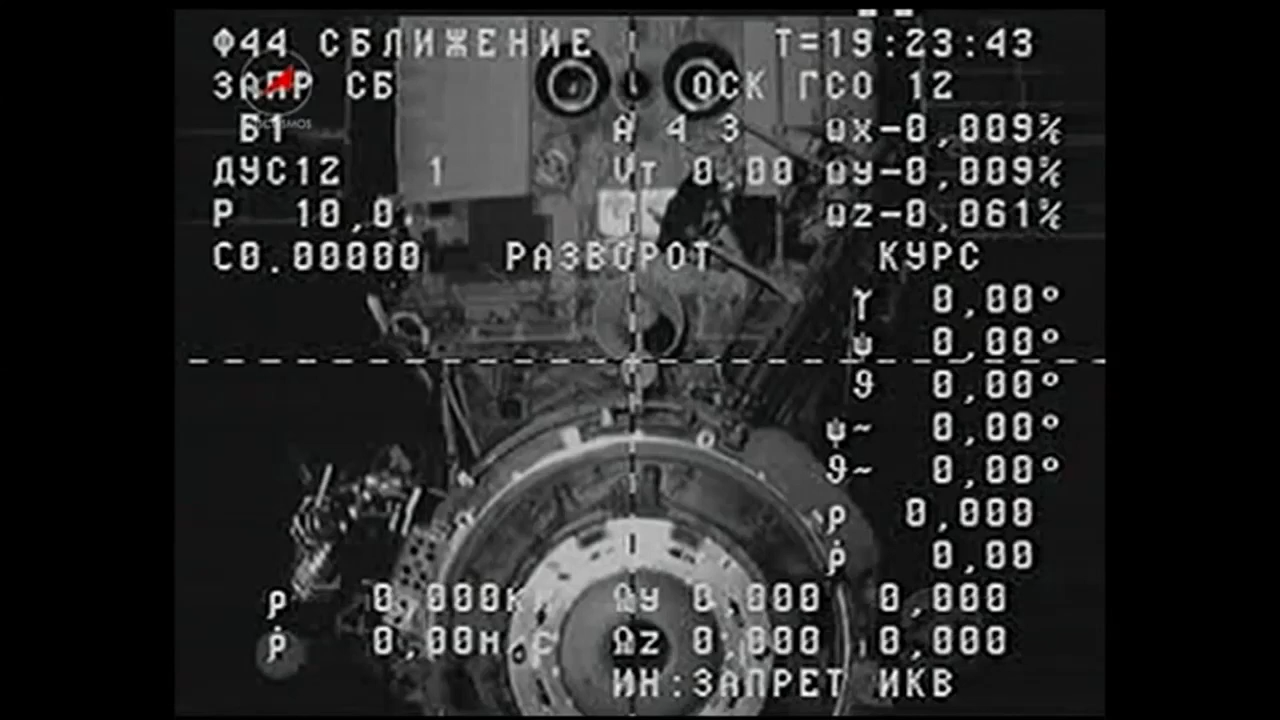 Ф44 СБЛИЖЕНИЕ Т=19:23:43
ЗАПР СБ ОСК ГСО 12
Б1 А 4 3 ΩX-0,009%
ДУС12 1 Vт 0,00 ΩУ-0,009%
Р 10,0 ΩZ-0,061%
С0.00000 РАЗВОРОТ КУРС
γ 0,00°
ψ 0,00°
ϑ 0,00°
ψ~ 0,00°
ϑ~ 0,00°
ρ 0,000
ρ̇ 0,00
ρ 0,000к ΩУ 0,000 0,000
ρ̇ 0,00м/с Ωz 0,000 0,000
ИН:ЗАПРЕТ ИКВ